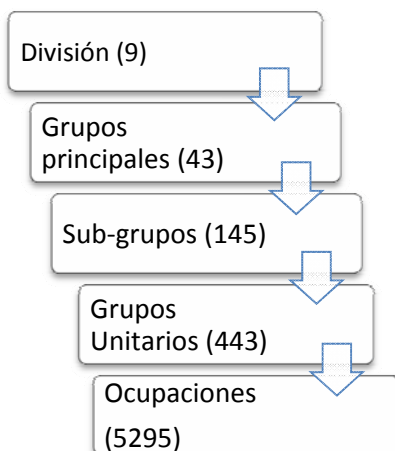 División (9)
Grupos
principales (43)
Sub-grupos (145)
Grupos
Unitarios (443)
Ocupaciones
(5295)